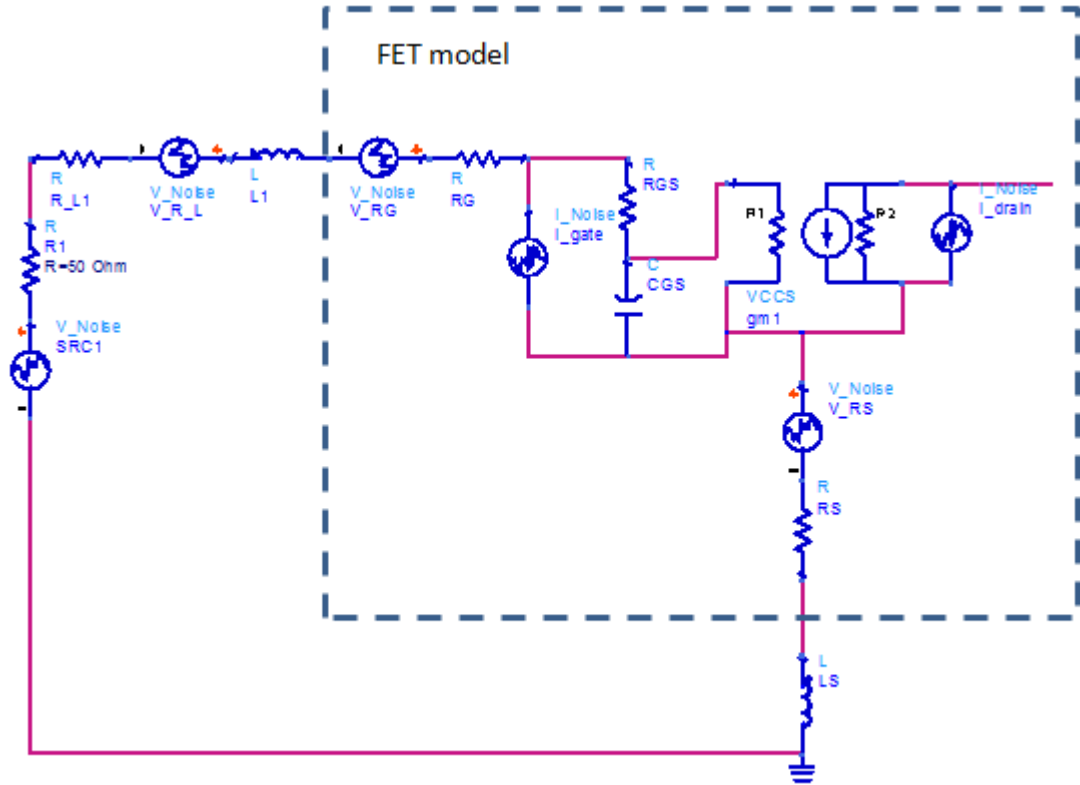 FET model
R
R_L1
V_Noise
V_R_L
L
L1
V_Noise
V_RG
R
RG
I_Noise
I_gate
R
RGS
C
CGS
R1
R2
VCCS
gm1
I_Noise
I_drain
R
R1
R=50 Ohm
V_Noise
SRC1
V_Noise
V_RS
R
RS
L
LS